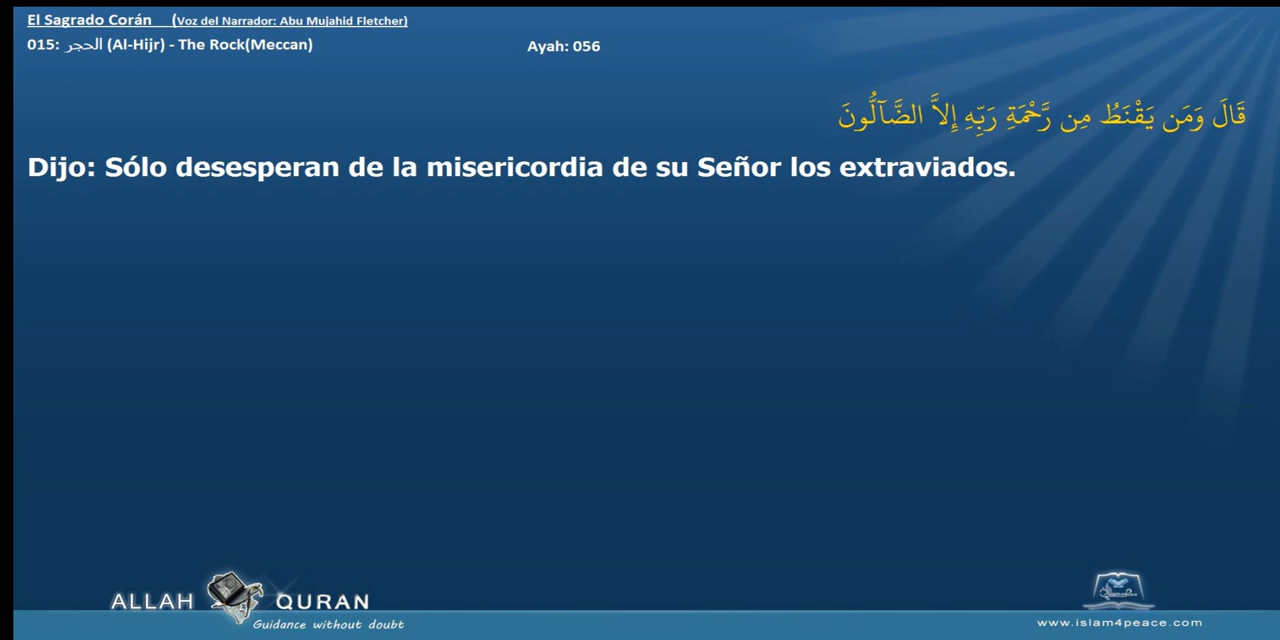 El Sagrado Corán (Voz del Narrador: Abu Mujahid Fletcher)
015: الحجر (Al-Hijr) - The Rock(Meccan) Ayah: 056
قَالَ وَمَن يَقْنَطُ مِن رَّحْمَةِ رَبِّهِ إِلاَّ الضَّآلُّونَ
Dijo: Sólo desesperan de la misericordia de su Señor los extraviados.
ALLAH QURAN
Guidance without doubt
www.islam4peace.com